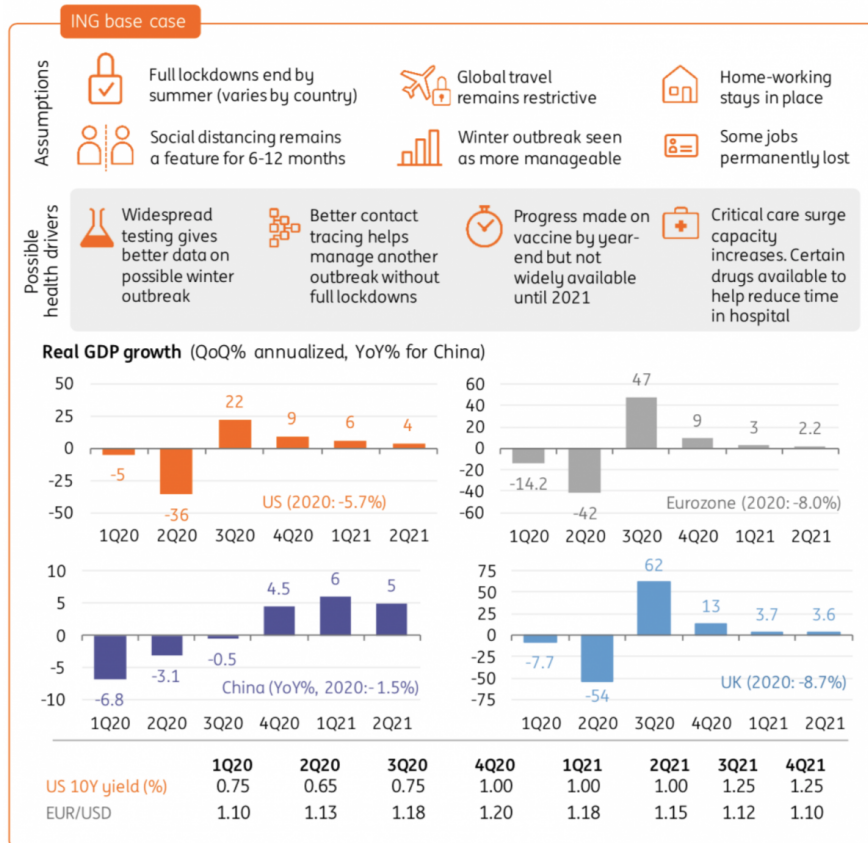 ING base case
Assumptions
Full lockdowns end by
summer (varies by country)
Global travel
remains restrictive
Home-working
stays in place
Social distancing remains
a feature for 6-12 months
Winter outbreak seen
as more manageable
Some jobs
permanently lost
Possible
health drivers
Widespread
testing gives
better data on
possible winter
outbreak
Better contact
tracing helps
manage another
outbreak without
full lockdowns
Progress made on
vaccine by year-
end but not
widely available
until 2021
Critical care surge
capacity
increases. Certain
drugs available to
help reduce time
in hospital
Real GDP growth (QoQ% annualized, YoY% for China)
50
25
0
-25
-50
-5
-36
22
9
6
4
US (2020: -5.7%)
1Q20 2Q20 3Q20 4Q20 1Q21 2Q21
60
40
20
0
-20
-40
-60
-14.2
-42
47
9
3
2.2
Eurozone (2020: -8.0%)
1Q20 2Q20 3Q20 4Q20 1Q21 2Q21
10
5
0
-5
-10
-6.8
-3.1
-0.5
4.5
6
5
China (YoY%, 2020:-1.5%)
1Q20 2Q20 3Q20 4Q20 1Q21 2Q21
75
50
25
0
-25
-50
-75
-7.7
-54
62
13
3.7
3.6
UK (2020: -8.7%)
1Q20 2Q20 3Q20 4Q20 1Q21 2Q21
1Q20 2Q20 3Q20 4Q20 1Q21 2Q21 3Q21 4Q21
US 10Y yield (%) 0.75 0.65 0.75 1.00 1.00 1.00 1.25 1.25
EUR/USD 1.10 1.13 1.18 1.20 1.18 1.15 1.12 1.10